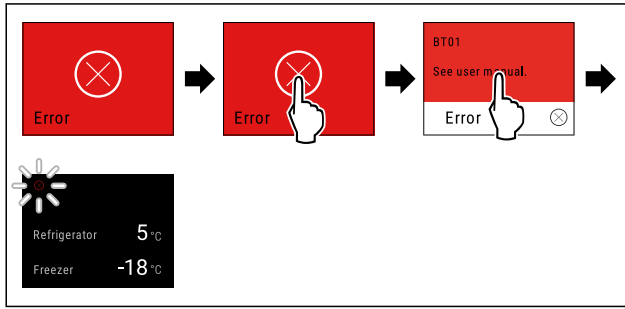 Error
Error
BT01
See user manual.
Error
Refrigerator 5 °C
Freezer -18 °C